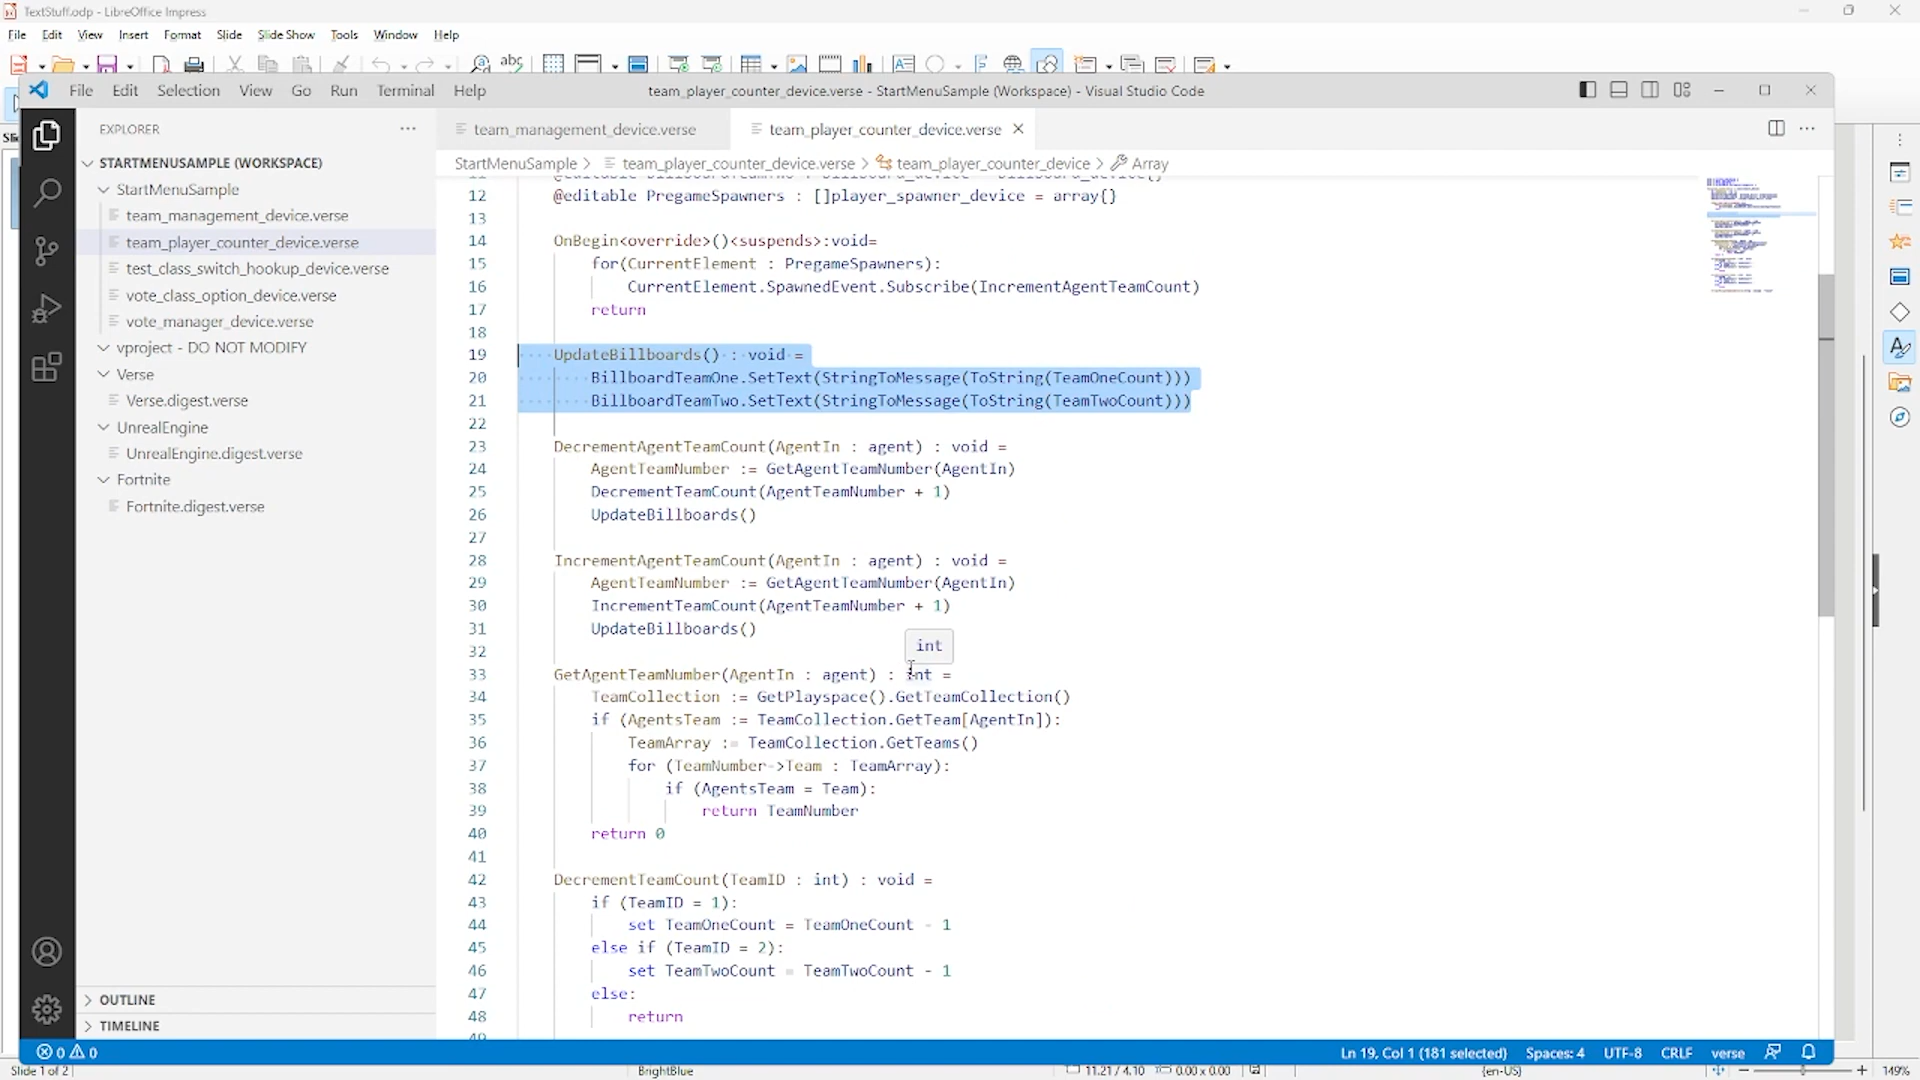 TextStuff.odp - LibreOffice Impress
File Edit View Insert Format Slide Slide Show Tools Window Help
File Edit Selection View Go Run Terminal Help
team_player_counter_device.verse - StartMenuSample (Workspace) - Visual Studio Code
EXPLORER
team_management_device.verse
team_player_counter_device.verse
STARTMENUSAMPLE (WORKSPACE)
StartMenuSample
team_management_device.verse
team_player_counter_device.verse
test_class_switch_hookup_device.verse
vote_class_option_device.verse
vote_manager_device.verse
vproject - DO NOT MODIFY
Verse
Verse.digest.verse
UnrealEngine
UnrealEngine.digest.verse
Fortnite
Fortnite.digest.verse
OUTLINE
TIMELINE
StartMenuSample > team_player_counter_device.verse > team_player_counter_device > Array
12 @editable PregameSpawners : []player_spawner_device = array{}
13
14 OnBegin<override>()<suspends>:void=
15 for(CurrentElement : PregameSpawners):
16 CurrentElement.SpawnedEvent.Subscribe(IncrementAgentTeamCount)
17 return
18
19 UpdateBillboards() : void =
20 BillboardTeamOne.SetText(StringToMessage(ToString(TeamOneCount)))
21 BillboardTeamTwo.SetText(StringToMessage(ToString(TeamTwoCount)))
22
23 DecrementAgentTeamCount(AgentIn : agent) : void =
24 AgentTeamNumber := GetAgentTeamNumber(AgentIn)
25 DecrementTeamCount(AgentTeamNumber + 1)
26 UpdateBillboards()
27
28 IncrementAgentTeamCount(AgentIn : agent) : void =
29 AgentTeamNumber := GetAgentTeamNumber(AgentIn)
30 IncrementTeamCount(AgentTeamNumber + 1)
31 UpdateBillboards()
int
32
33 GetAgentTeamNumber(AgentIn : agent) : int =
34 TeamCollection := GetPlayspace().GetTeamCollection()
35 if (AgentsTeam := TeamCollection.GetTeam[AgentIn]):
36 TeamArray := TeamCollection.GetTeams()
37 for (TeamNumber->Team : TeamArray):
38 if (AgentsTeam = Team):
39 return TeamNumber
40 return 0
41
42 DecrementTeamCount(TeamID : int) : void =
43 if (TeamID = 1):
44 set TeamOneCount = TeamOneCount - 1
45 else if (TeamID = 2):
46 set TeamTwoCount = TeamTwoCount - 1
47 else:
48 return
0 0
Ln 19, Col 1 (181 selected) Spaces: 4 UTF-8 CRLF verse
Slide 1 of 2 BrightBlue 11.21 / 4.10 0.00 x 0.00 (en-US) 149%